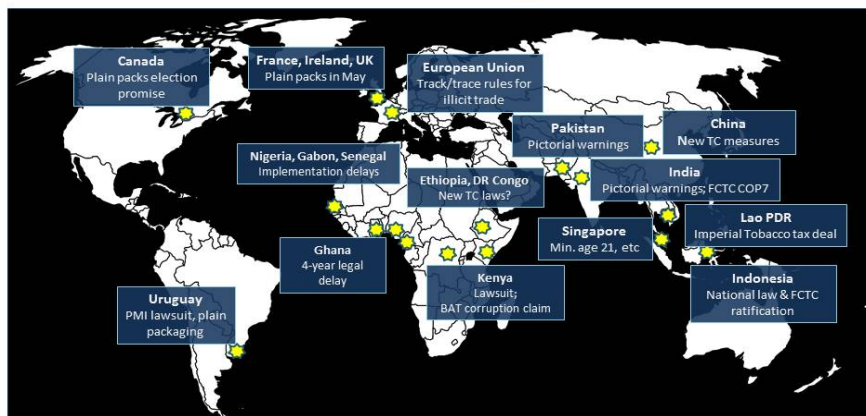 Canada
Plain packs election
promise
France, Ireland, UK
Plain packs in May
European Union
Track/trace rules for
illicit trade
Pakistan
Pictorial warnings
China
New TC measures
Nigeria, Gabon, Senegal
Implementation delays
Ethiopia, DR Congo
New TC laws?
India
Pictorial warnings; FCTC COP7
Singapore
Min. age 21, etc
Lao PDR
Imperial Tobacco tax deal
Ghana
4-year legal
delay
Kenya
Lawsuit;
BAT corruption claim
Indonesia
National law & FCTC
ratification
Uruguay
PMI lawsuit, plain
packaging